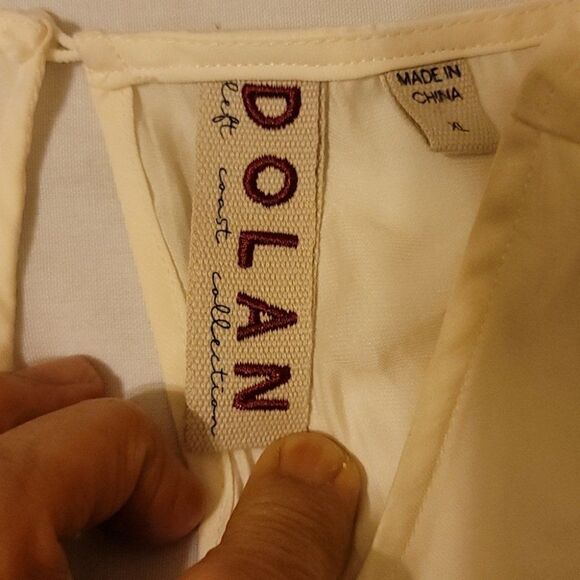 DOLAN
left coast collection
MADE IN
CHINA
XL